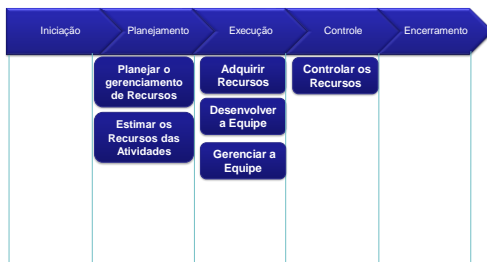 Iniciação
Planejamento
Execução
Controle
Encerramento
Planejar o
gerenciamento
de Recursos
Estimar os
Recursos das
Atividades
Adquirir
Recursos
Desenvolver
a Equipe
Gerenciar a
Equipe
Controlar os
Recursos